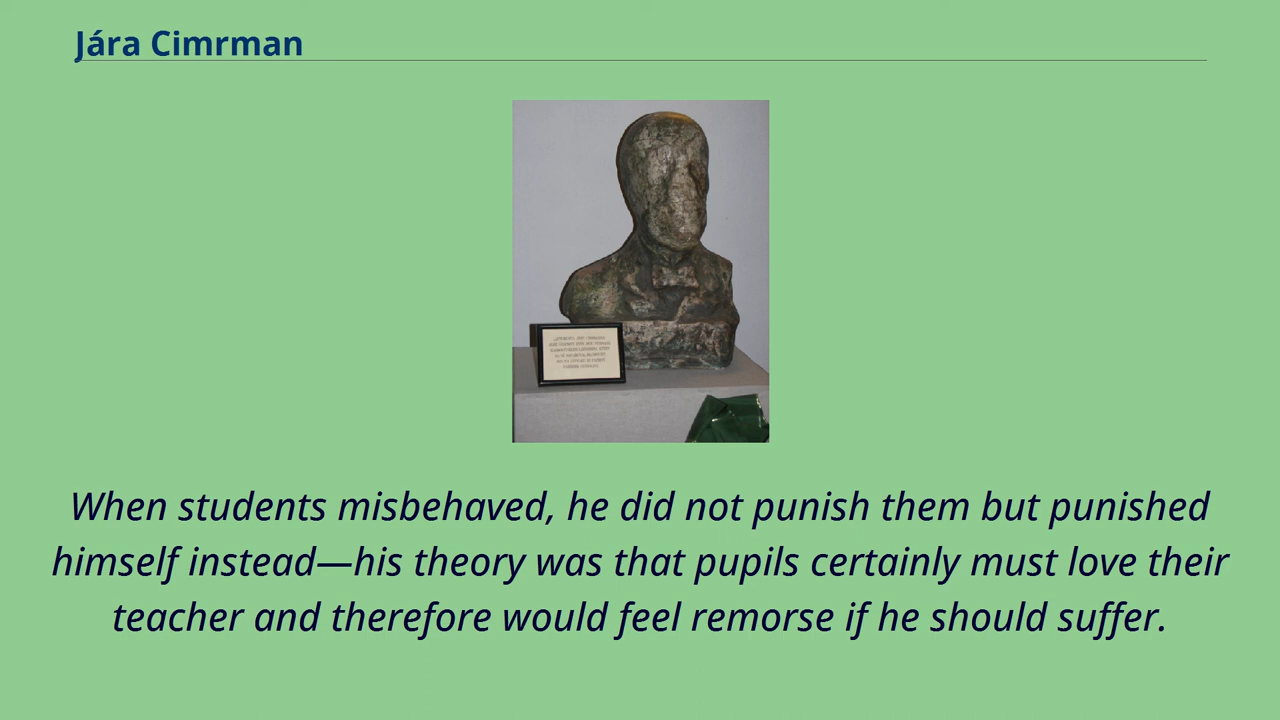 Jára Cimrman
When students misbehaved, he did not punish them but punished
himself instead—his theory was that pupils certainly must love their
teacher and therefore would feel remorse if he should suffer.